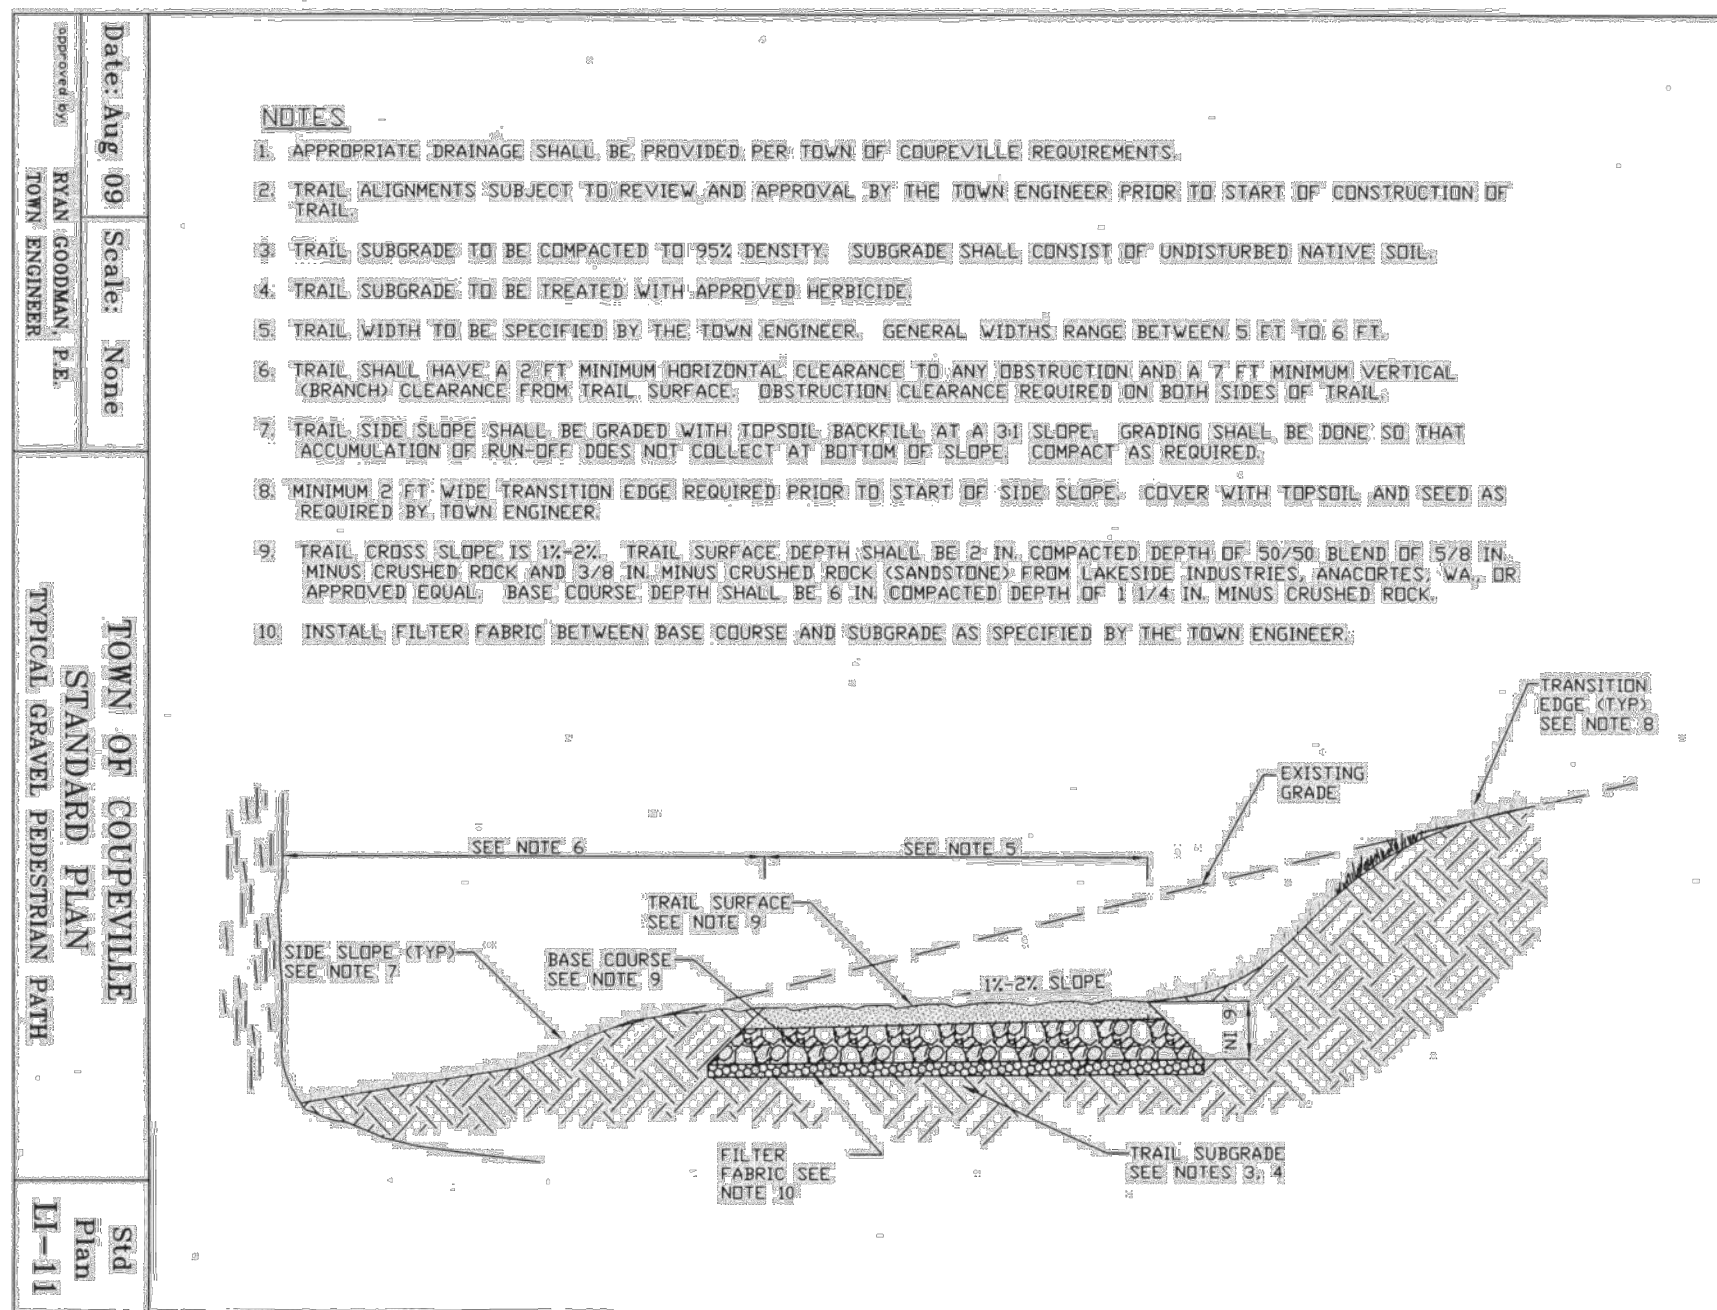 NOTES
1. APPROPRIATE DRAINAGE SHALL BE PROVIDED PER TOWN OF COUPEVILLE REQUIREMENTS.
2. TRAIL ALIGNMENTS SUBJECT TO REVIEW AND APPROVAL BY THE TOWN ENGINEER PRIOR TO START OF CONSTRUCTION OF
TRAIL.
3. TRAIL SUBGRADE TO BE COMPACTED TO 95% DENSITY. SUBGRADE SHALL CONSIST OF UNDISTURBED NATIVE SOIL.
4. TRAIL SUBGRADE TO BE TREATED WITH APPROVED HERBICIDE.
5. TRAIL WIDTH TO BE SPECIFIED BY THE TOWN ENGINEER. GENERAL WIDTHS RANGE BETWEEN 5 FT TO 6 FT.
6. TRAIL SHALL HAVE A 2 FT MINIMUM HORIZONTAL CLEARANCE TO ANY OBSTRUCTION AND A 7 FT MINIMUM VERTICAL
(BRANCH) CLEARANCE FROM TRAIL SURFACE. OBSTRUCTION CLEARANCE REQUIRED ON BOTH SIDES OF TRAIL.
7. TRAIL SIDE SLOPE SHALL BE GRADED WITH TOPSOIL BACKFILL AT A 3:1 SLOPE. GRADING SHALL BE DONE SO THAT
ACCUMULATION OF RUN-OFF DOES NOT COLLECT AT BOTTOM OF SLOPE. COMPACT AS REQUIRED.
8. MINIMUM 2 FT WIDE TRANSITION EDGE REQUIRED PRIOR TO START OF SIDE SLOPE. COVER WITH TOPSOIL AND SEED AS
REQUIRED BY TOWN ENGINEER.
9. TRAIL CROSS SLOPE IS 1%-2%. TRAIL SURFACE DEPTH SHALL BE 2 IN. COMPACTED DEPTH OF 50/50 BLEND OF 5/8 IN.
MINUS CRUSHED ROCK AND 3/8 IN. MINUS CRUSHED ROCK (SANDSTONE) FROM LAKESIDE INDUSTRIES, ANACORTES, WA., OR
APPROVED EQUAL. BASE COURSE DEPTH SHALL BE 6 IN. COMPACTED DEPTH OF 1 1/4 IN. MINUS CRUSHED ROCK.
10. INSTALL FILTER FABRIC BETWEEN BASE COURSE AND SUBGRADE AS SPECIFIED BY THE TOWN ENGINEER.
TRANSITION
EDGE (TYP)
SEE NOTE 8
EXISTING
GRADE
SEE NOTE 6
SEE NOTE 5
TRAIL SURFACE
SEE NOTE 9
SIDE SLOPE (TYP)
SEE NOTE 7
BASE COURSE
SEE NOTE 9
1%-2% SLOPE
6 IN.
FILTER
FABRIC SEE
NOTE 10
TRAIL SUBGRADE
SEE NOTES 3, 4
Date: Aug 09
Scale: None
approved by:
RYAN GOODMAN, P.E.
TOWN ENGINEER
TOWN OF COUPEVILLE
STANDARD PLAN
TYPICAL GRAVEL PEDESTRIAN PATH
Std
Plan
LI-11